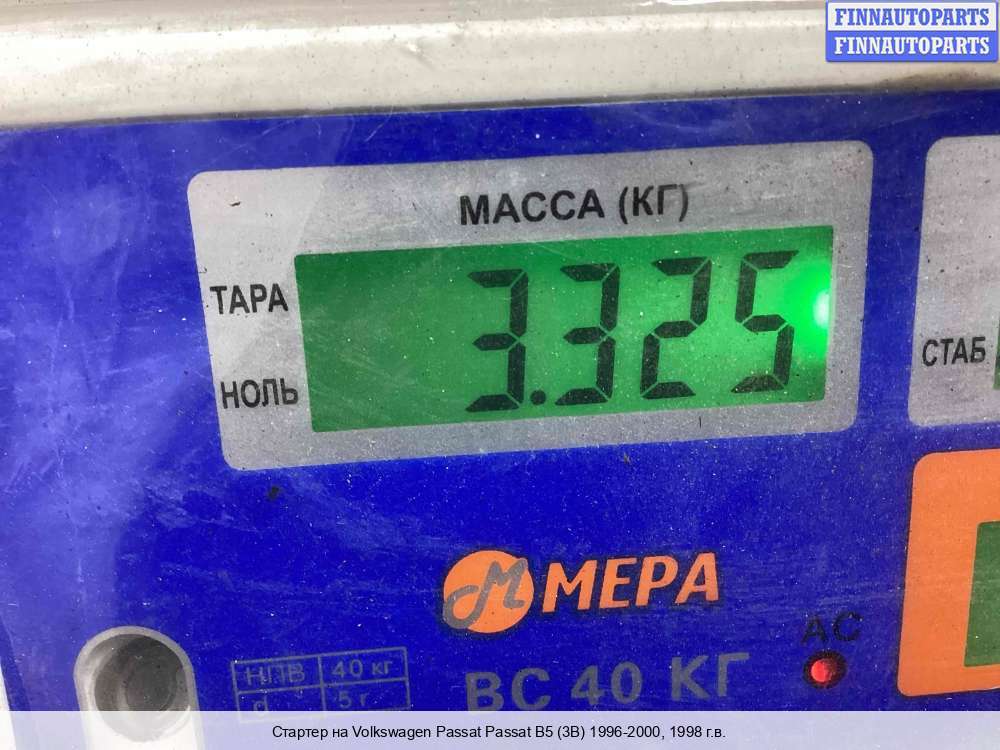 FINNAUTOPARTS
FINNAUTOPARTS
МАССА (КГ)
ТАРА
3.325
НОЛЬ
СТАБ
МЕРА
AC
НПВ 40 кг
d 5 г
ВС 40 КГ
Стартер на Volkswagen Passat Passat B5 (3B) 1996-2000, 1998 г.в.